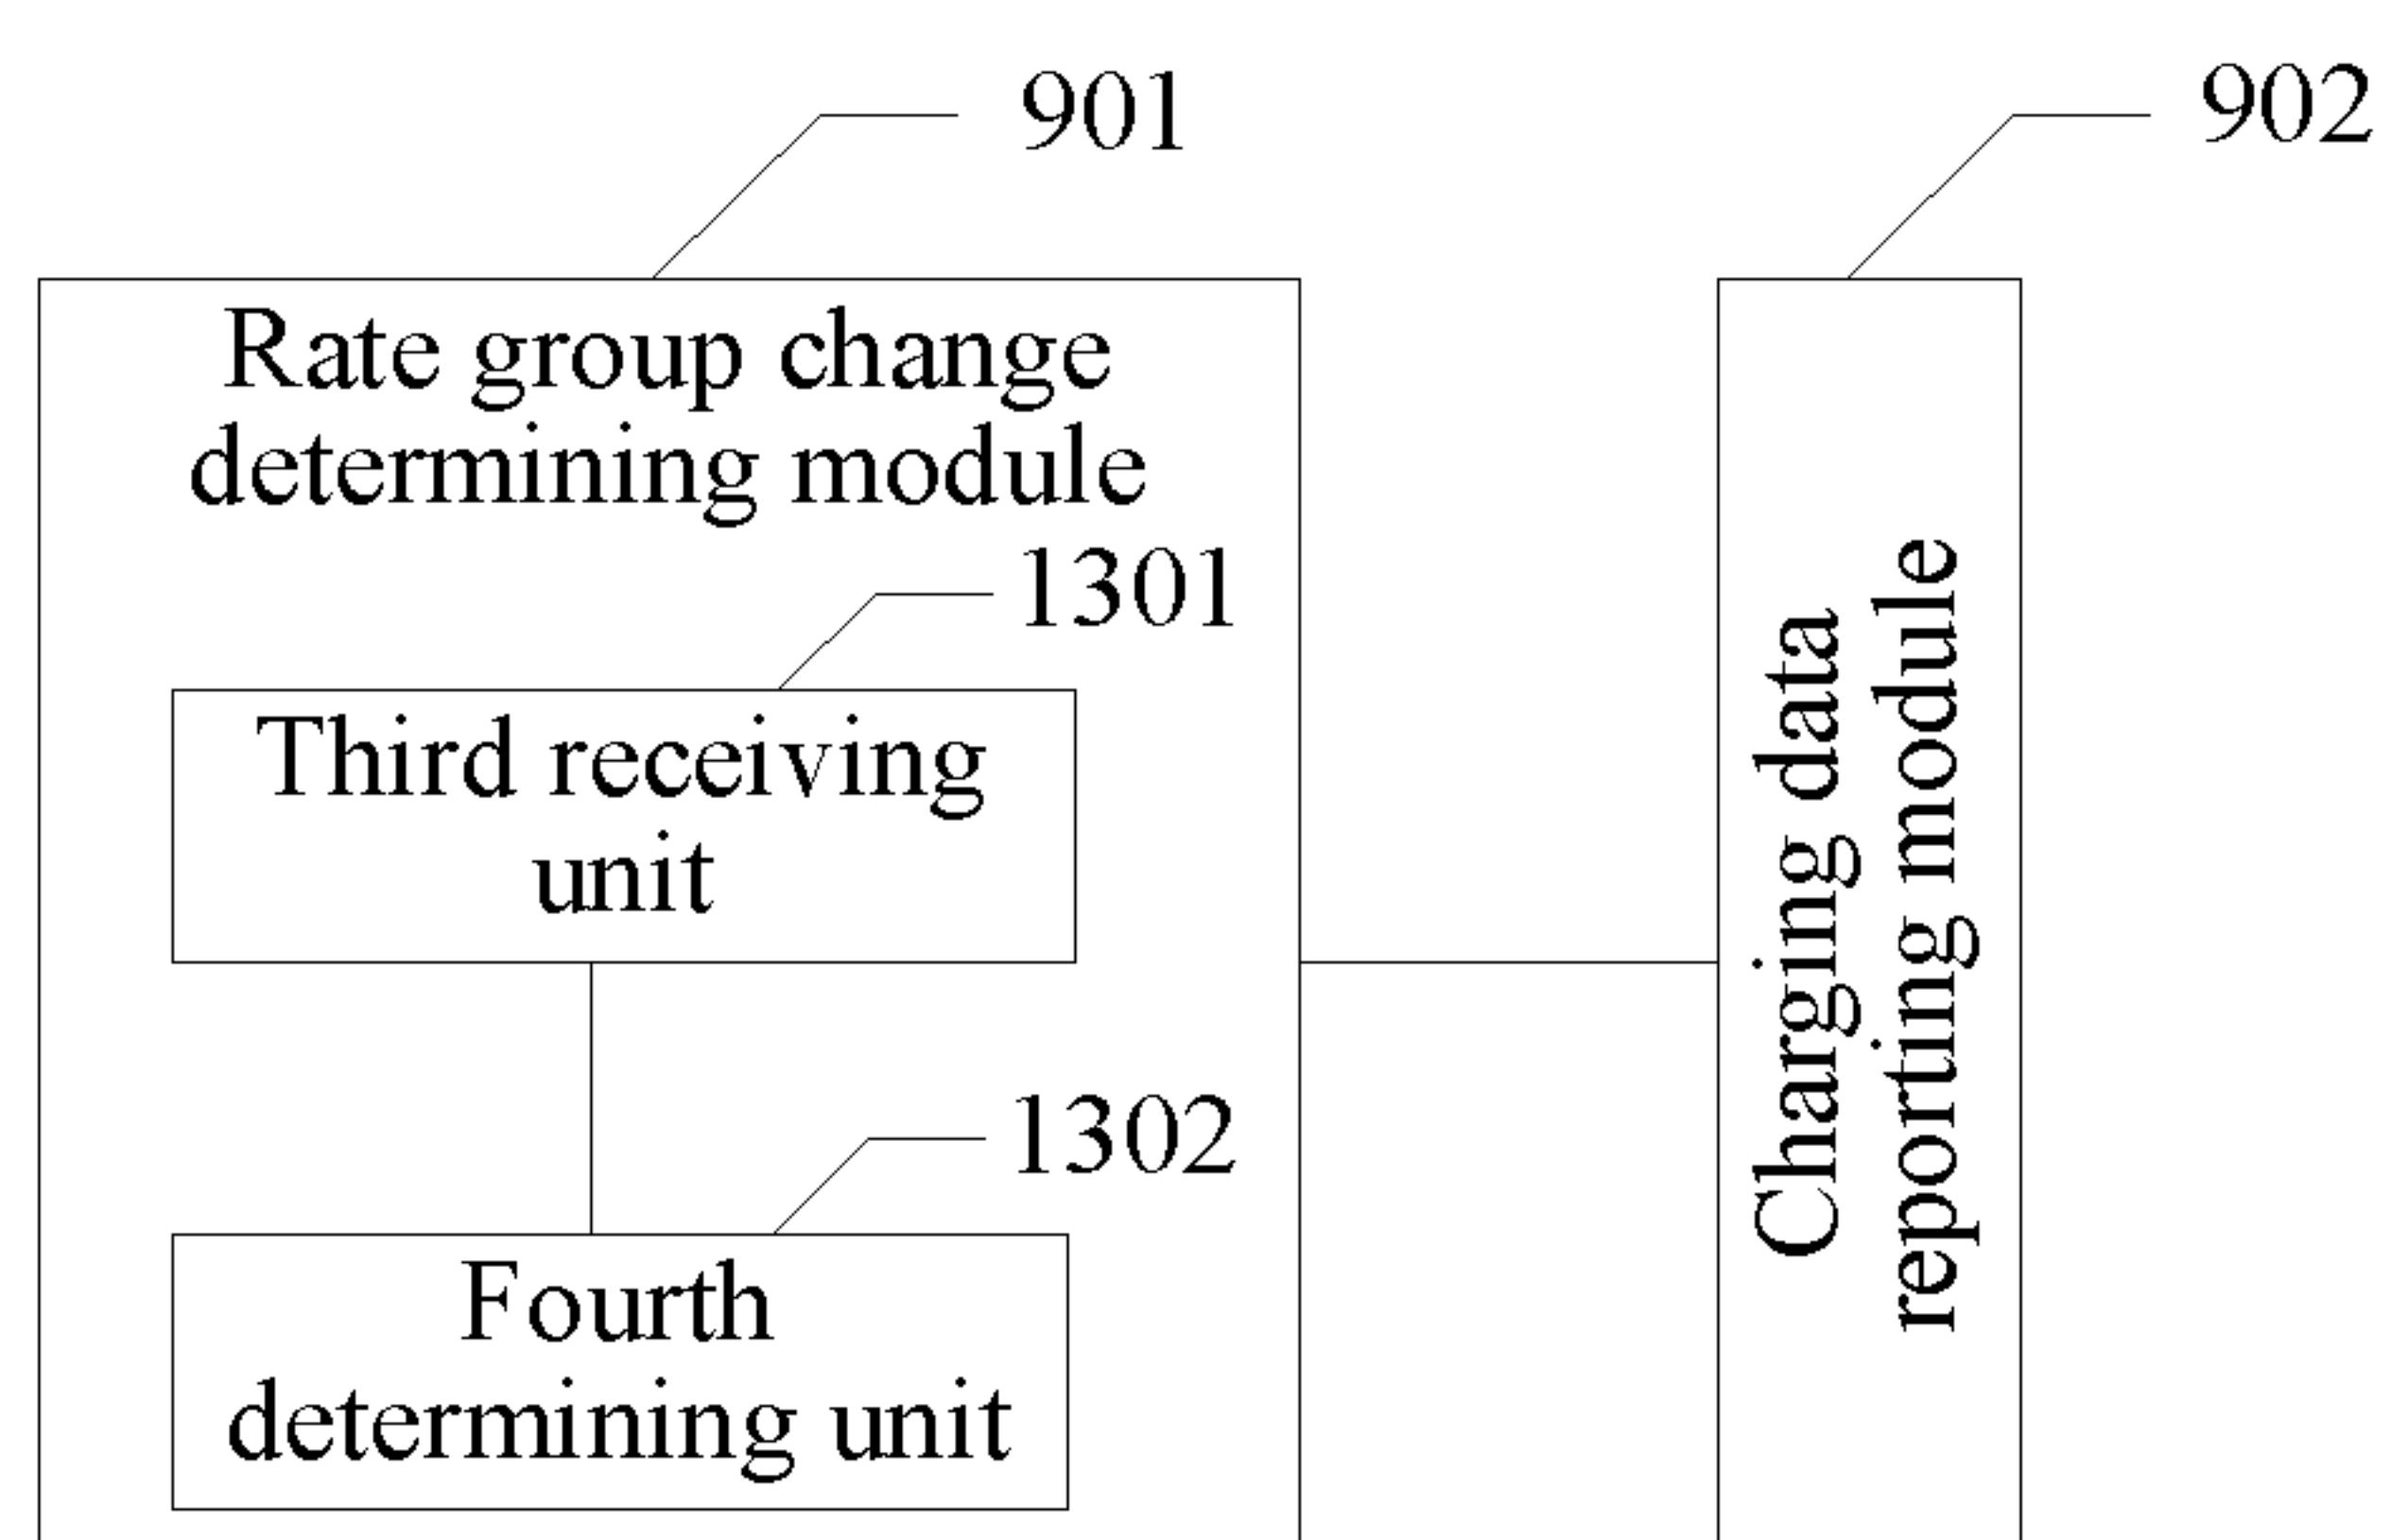 901
902
Rate group change
determining module
1301
Third receiving
unit
1302
Fourth
determining unit
Charging data
reporting module